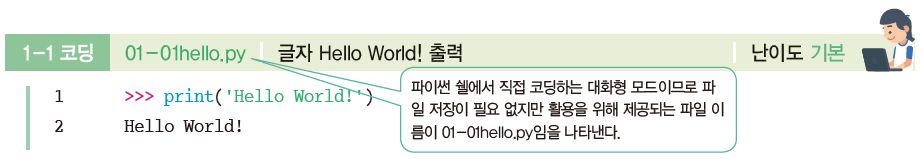 1-1 코딩 01-01hello.py 글자 Hello World! 출력 난이도 기본
1 >>> print('Hello World!')
2 Hello World!
파이썬 쉘에서 직접 코딩하는 대화형 모드이므로 파
일 저장이 필요 없지만 활용을 위해 제공되는 파일 이
름이 01-01hello.py임을 나타낸다.